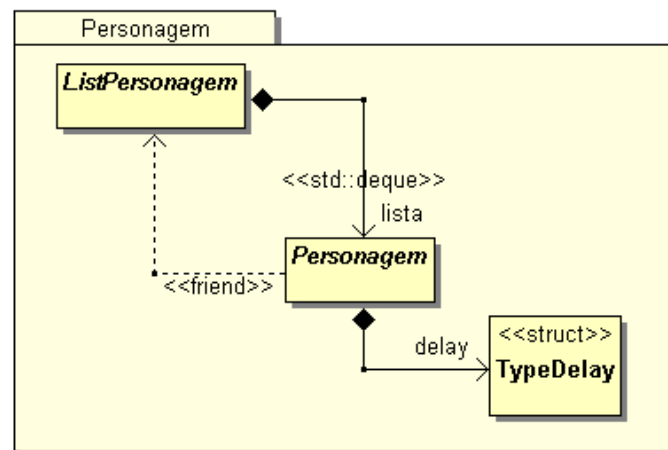 Personagem
ListPersonagem
<<std::deque>>
lista
Personagem
<<friend>>
<<struct>>
delay
TypeDelay